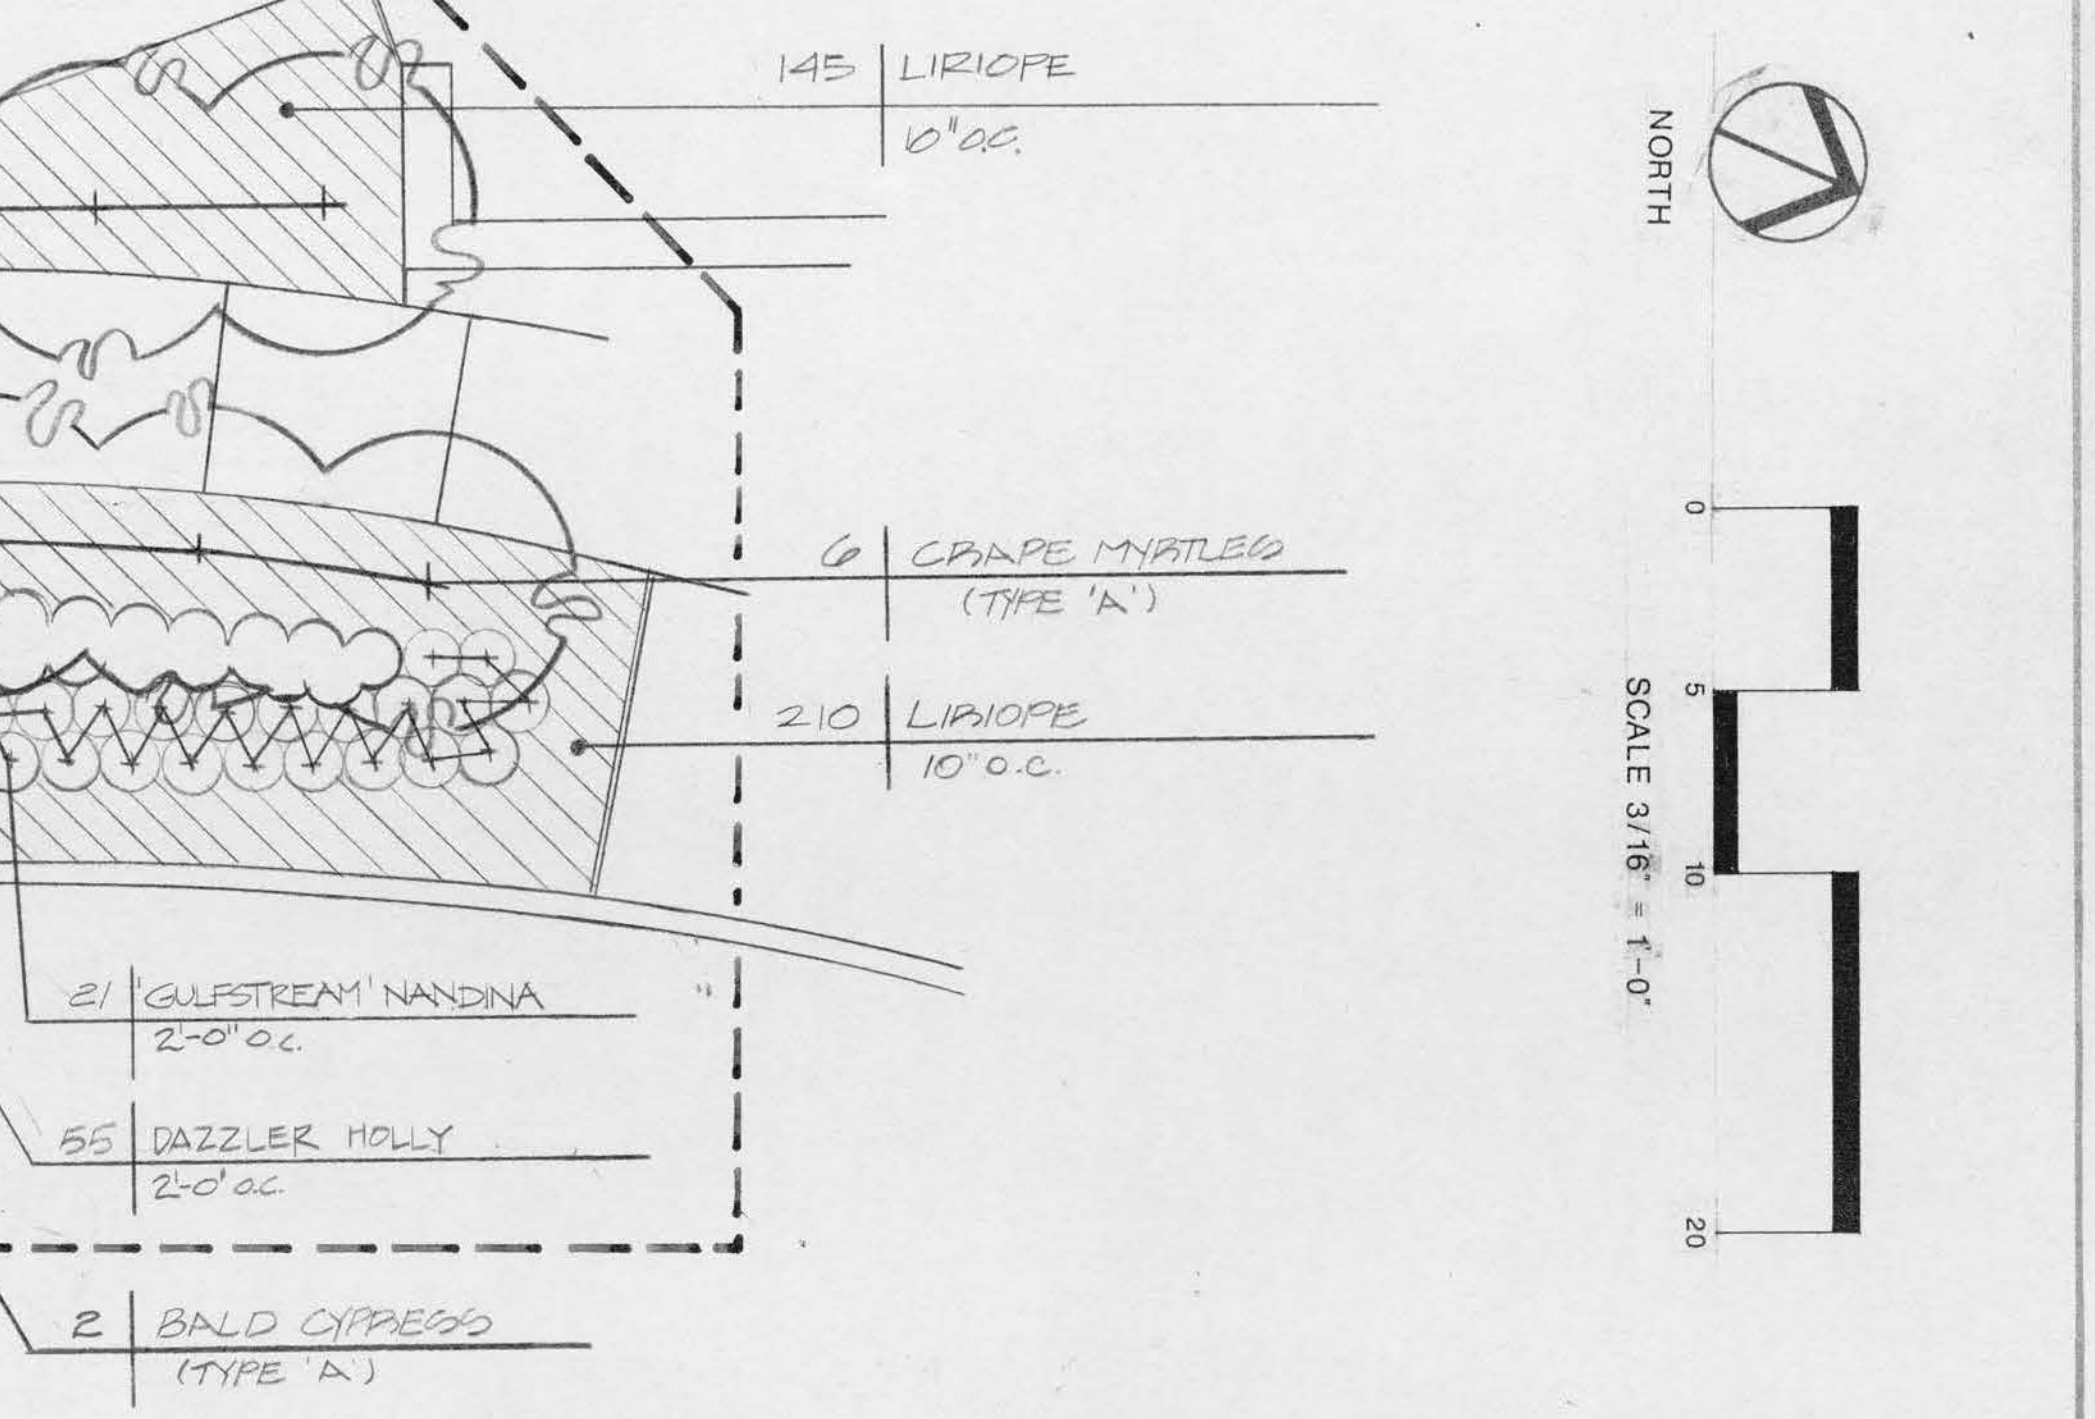 145 LIRIOPE
10" O.C.
6 CRAPE MYRTLES
(TYPE 'A')
210 LIRIOPE
10" O.C.
21 'GULFSTREAM' NANDINA
2'-0" O.C.
55 DAZZLER HOLLY
2'-0' O.C.
2 BALD CYPRESS
(TYPE 'A')
NORTH
0
5
10
20
SCALE 3/16" = 1'-0"